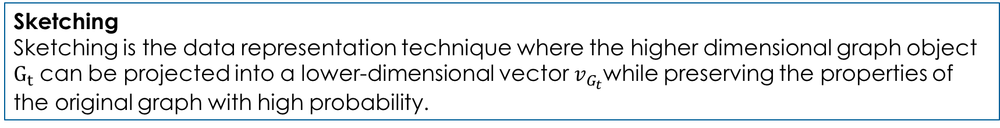 Sketching
Sketching is the data representation technique where the higher dimensional graph object
G_t can be projected into a lower-dimensional vector v_{G_t} while preserving the properties of
the original graph with high probability.